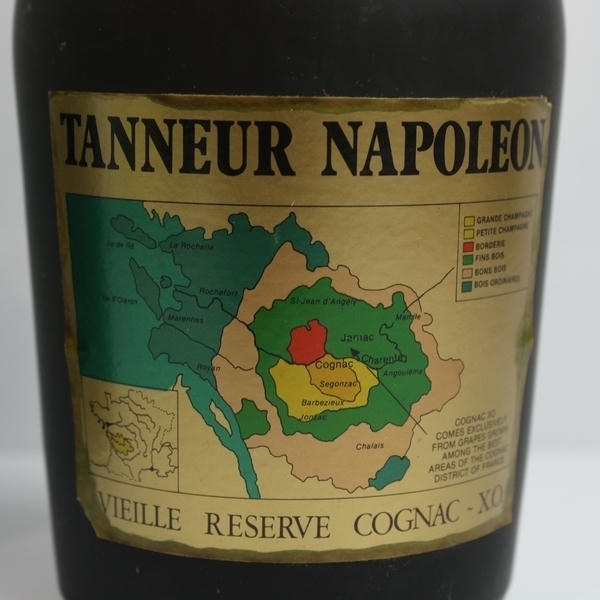 TANNEUR NAPOLEON
GRANDE CHAMPAGNE
PETITE CHAMPAGNE
BORDERIE
FINS BOIS
BONS BOIS
BOIS ORDINAIRES
Ile de Ré
La Rochelle
Ile d'Oléron
Rochefort
St-Jean d'Angély
Marennes
Mansle
Jarnac
Charente
Royan
Cognac
Angoulême
Segonzac
Barbezieux
Jonzac
Chalais
COGNAC XO
COMES EXCLUSIVELY
FROM GRAPES GROWN
AMONG THE BEST
AREAS OF THE COGNAC
DISTRICT OF FRANCE
VIEILLE RESERVE COGNAC - XO